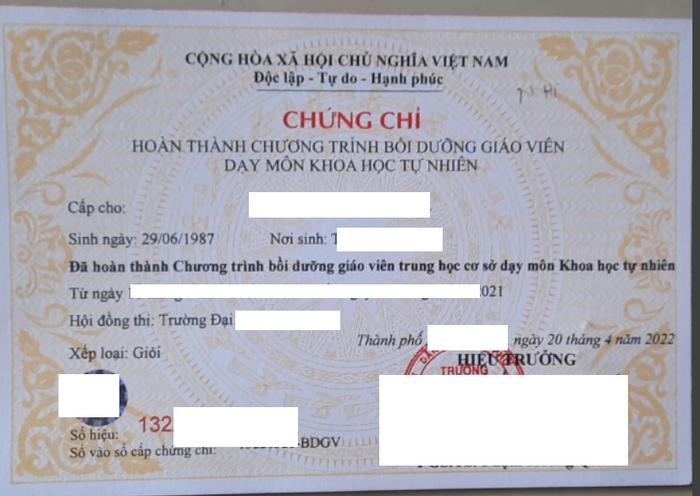 CỘNG HÒA XÃ HỘI CHỦ NGHĨA VIỆT NAM
Độc lập - Tự do - Hạnh phúc
CHỨNG CHỈ
HOÀN THÀNH CHƯƠNG TRÌNH BỒI DƯỠNG GIÁO VIÊN
DẠY MÔN KHOA HỌC TỰ NHIÊN
Cấp cho:
Sinh ngày: 29/06/1987 Nơi sinh: T
Đã hoàn thành Chương trình bồi dưỡng giáo viên trung học cơ sở dạy môn Khoa học tự nhiên
Từ ngày 2021
Hội đồng thi: Trường Đại
Thành phố ngày 20 tháng 4 năm 2022
Xếp loại: Giỏi
HIỆU TRƯỞNG
TRƯỜNG
Số hiệu: 132
Số vào sổ cấp chứng chỉ: -BDGV